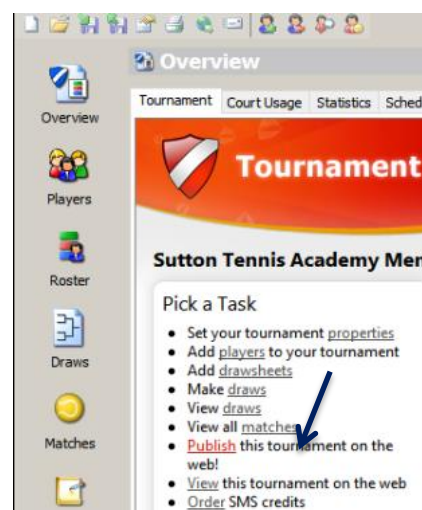 Overview
Tournament Court Usage Statistics Sched
Overview
Tournament
Players
Sutton Tennis Academy Mer
Roster
Pick a Task
• Set your tournament properties
• Add players to your tournament
• Add drawsheets
• Make draws
• View draws
• View all matches
• Publish this tournament on the
web!
• View this tournament on the web
• Order SMS credits
Draws
Matches